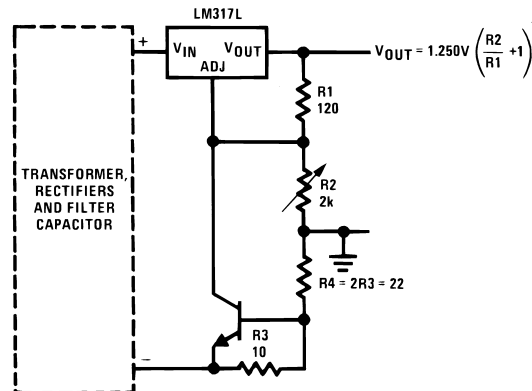 LM317L
+
VIN VOUT
ADJ
VOUT = 1.250V (R2/R1 +1)
R1
120
TRANSFORMER,
RECTIFIERS
AND FILTER
CAPACITOR
R2
2k
R4 = 2R3 = 22
R3
10
−